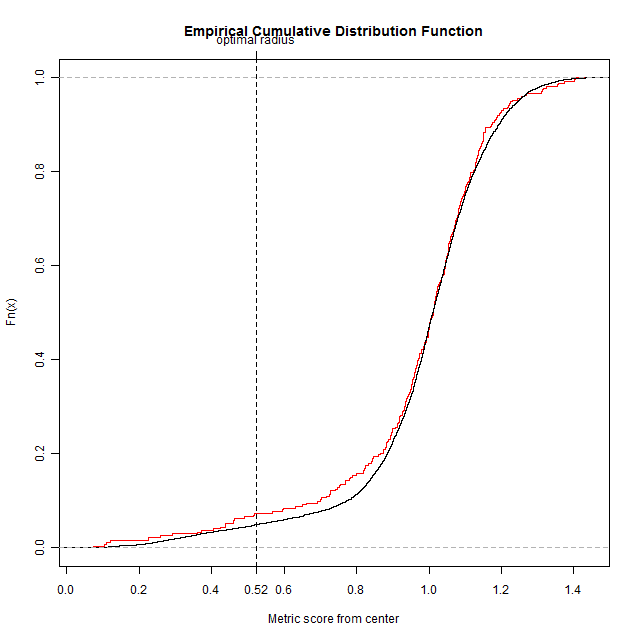 Empirical Cumulative Distribution Function
optimal radius
1.0
0.8
0.6
0.4
0.2
0.0
Fn(x)
0.0 0.2 0.4 0.52 0.6 0.8 1.0 1.2 1.4
Metric score from center